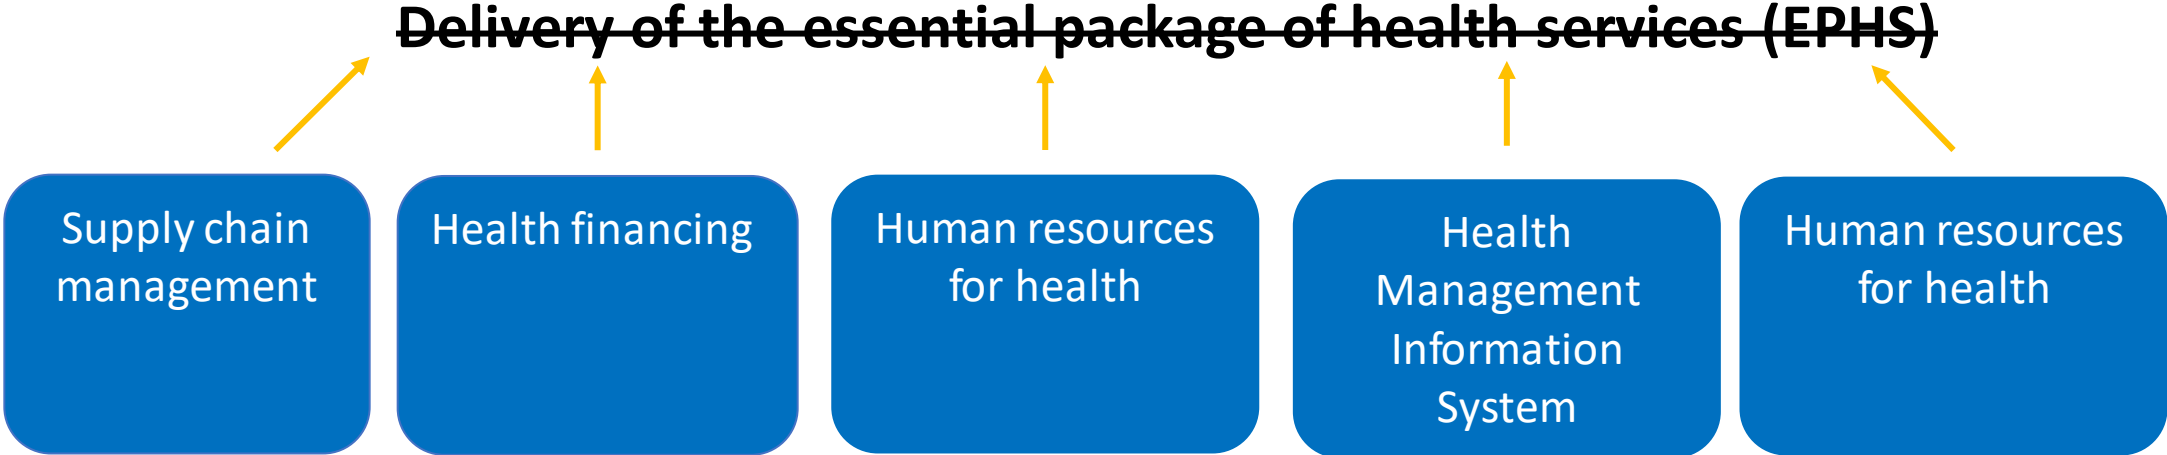 Delivery of the essential package of health services (EPHS)
Supply chain
management
Health financing
Human resources
for health
Health
Management
Information
System
Human resources
for health